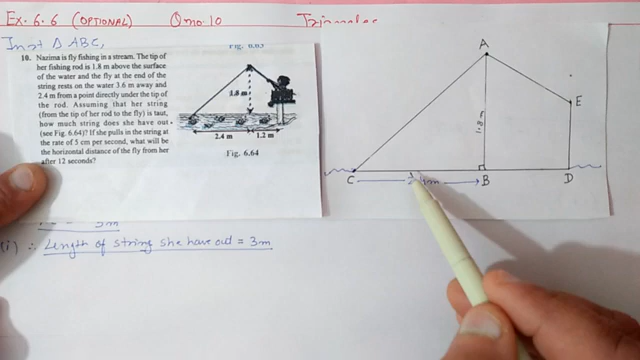 Ex. 6.6 (OPTIONAL) Q no. 10 Triangles
In rt Δ ABC,
Fig. 6.63
10. Nazima is fly fishing in a stream. The tip of
her fishing rod is 1.8 m above the surface
of the water and the fly at the end of the
string rests on the water 3.6 m away and
2.4 m from a point directly under the tip of
the rod. Assuming that her string
(from the tip of her rod to the fly) is taut,
how much string does she have out
(see Fig. 6.64)? If she pulls in the string at
the rate of 5 cm per second, what will be
the horizontal distance of the fly from her
after 12 seconds?
1.8 m
2.4 m 1.2 m
Fig. 6.64
A
E
C B D
3m
(i) ∴ Length of string she have out = 3m